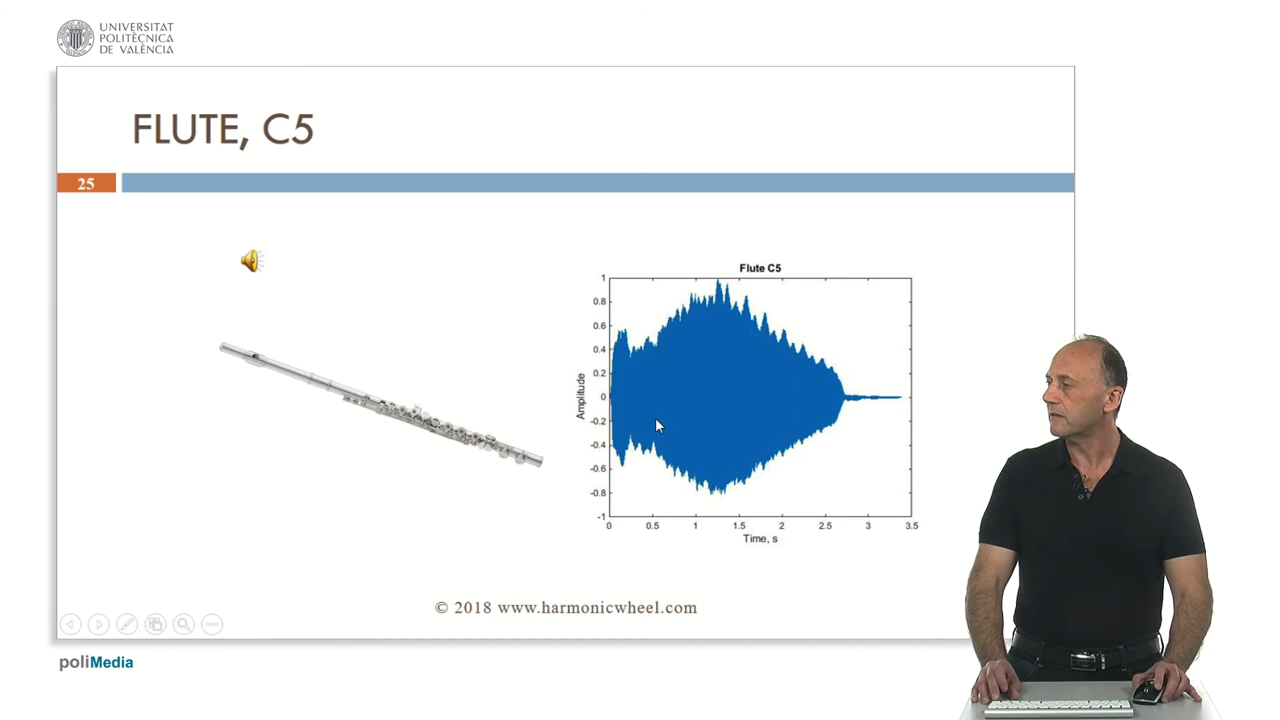 UNIVERSITAT
POLITÈCNICA
DE VALÈNCIA
FLUTE, C5
25
Flute C5
1
0.8
0.6
0.4
0.2
0
-0.2
-0.4
-0.6
-0.8
-1
Amplitude
0 0.5 1 1.5 2 2.5 3 3.5
Time, s
© 2018 www.harmonicwheel.com
poliMedia